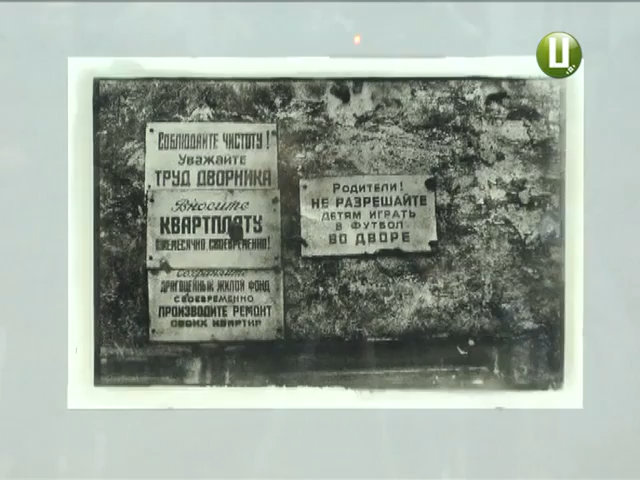 СОБЛЮДАЙТЕ ЧИСТОТУ!
УВАЖАЙТЕ
ТРУД ДВОРНИКА
Вносите
КВАРТПЛАТУ
ЕЖЕМЕСЯЧНО, СВОЕВРЕМЕННО!
СОХРАНЯЙТЕ
ДРАГОЦЕННЫЙ ЖИЛОЙ ФОНД
СВОЕВРЕМЕННО
ПРОИЗВОДИТЕ РЕМОНТ
СВОИХ КВАРТИР
РОДИТЕЛИ!
НЕ РАЗРЕШАЙТЕ
ДЕТЯМ ИГРАТЬ
В ФУТБОЛ
ВО ДВОРЕ
Ц